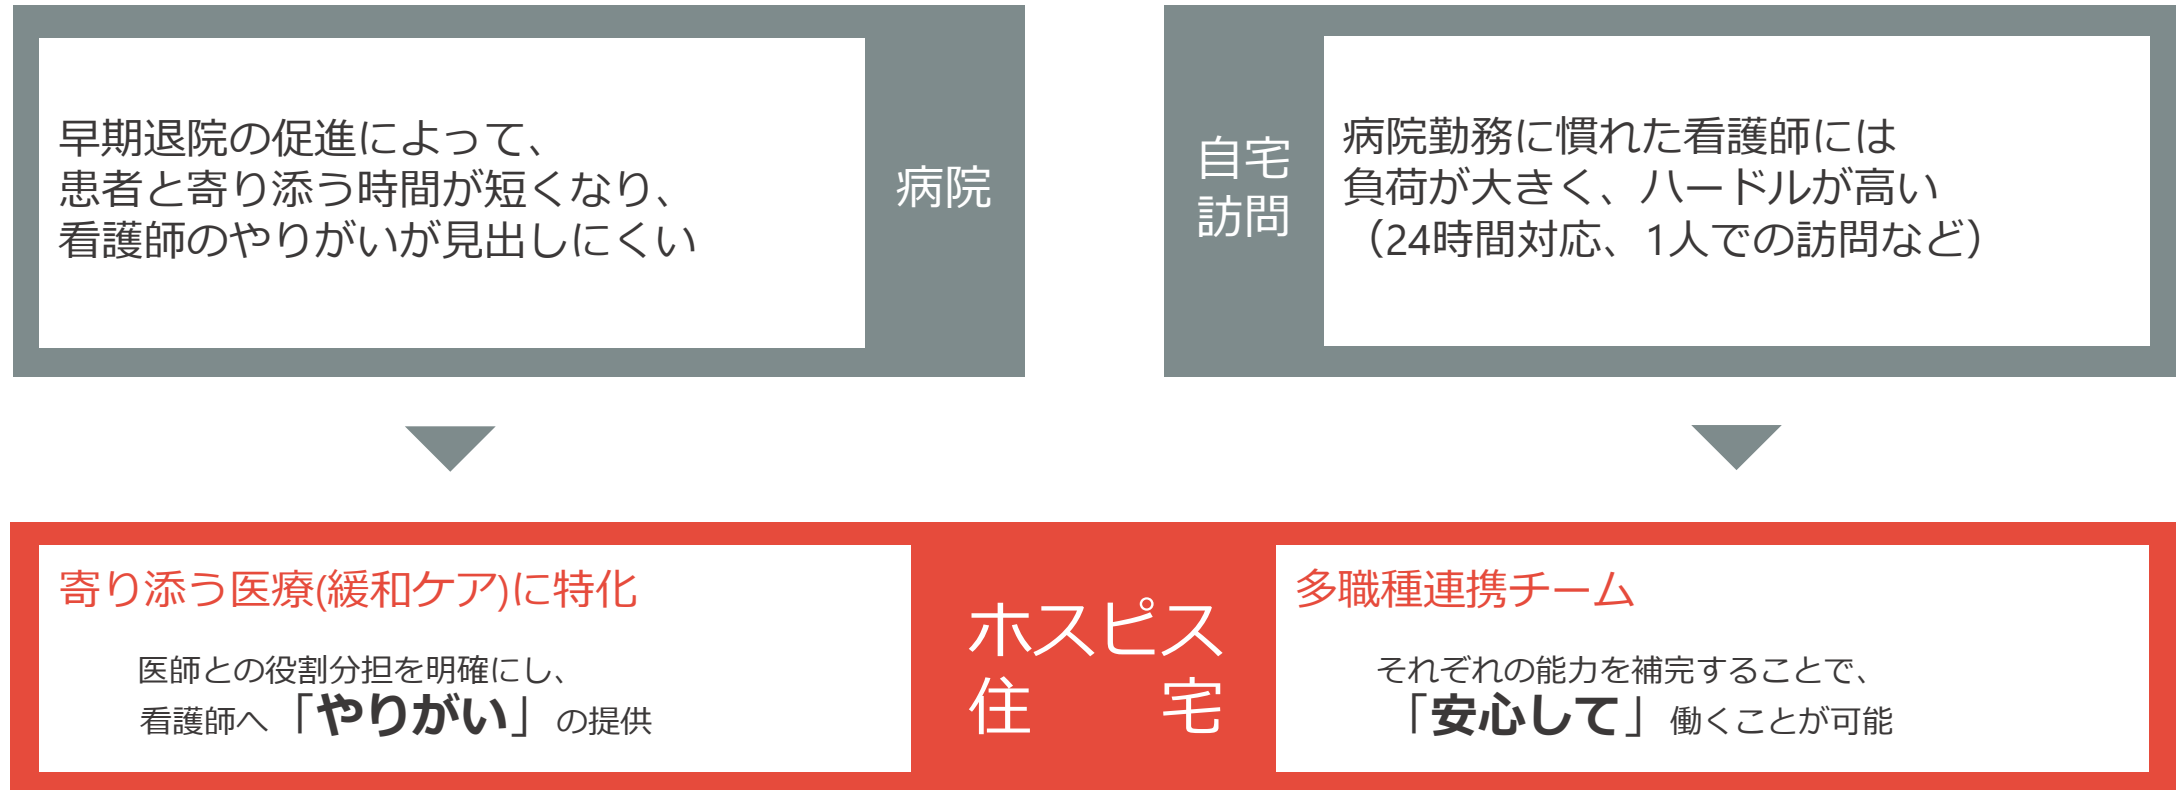 早期退院の促進によって、
患者と寄り添う時間が短くなり、
看護師のやりがいが見出しにくい
病院
自宅
訪問
病院勤務に慣れた看護師には
負荷が大きく、ハードルが高い
（24時間対応、1人での訪問など）
寄り添う医療(緩和ケア)に特化
医師との役割分担を明確にし、
看護師へ「やりがい」の提供
ホスピス
住　　宅
多職種連携チーム
それぞれの能力を補完することで、
「安心して」働くことが可能